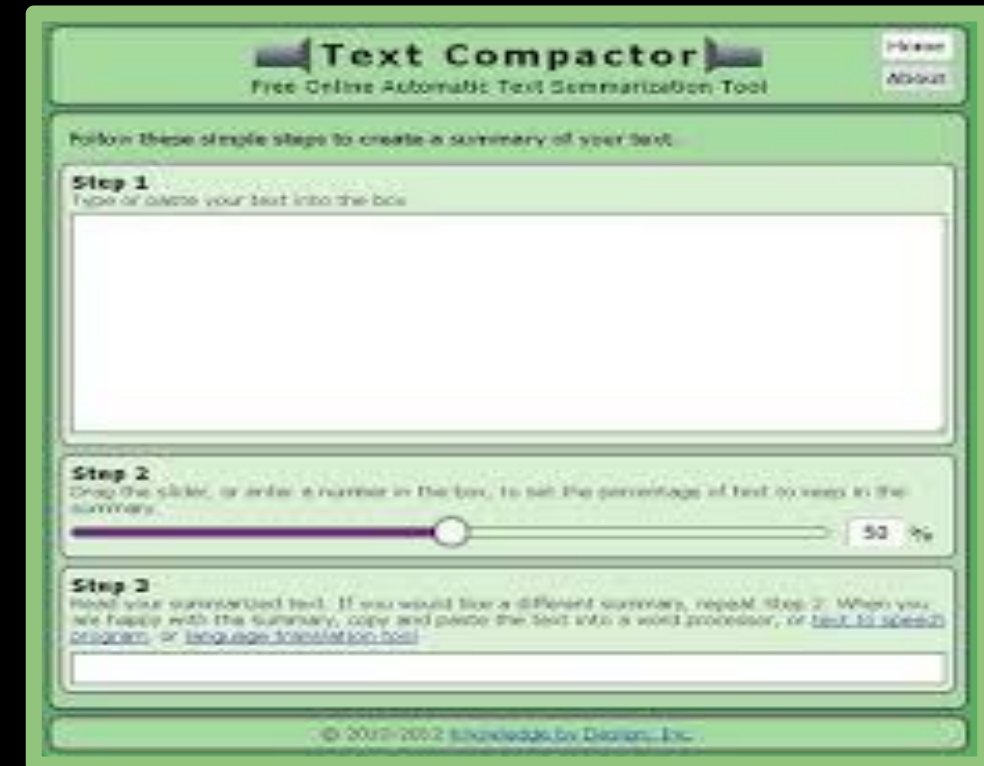 Text Compactor
Free Online Automatic Text Summarization Tool
Home
About
Follow these simple steps to create a summary of your text.
Step 1
Type or paste your text into the box
Step 2
Drag the slider, or enter a number in the box, to set the percentage of text to keep in the
summary.
%
Step 3
Read your summarized text. If you would like a different summary, repeat Step 2. When you
are happy with the summary, copy and paste the text into a word processor, or text to speech
program, or language translation tool
© 2010-2012 Knowledge by Design, Inc.